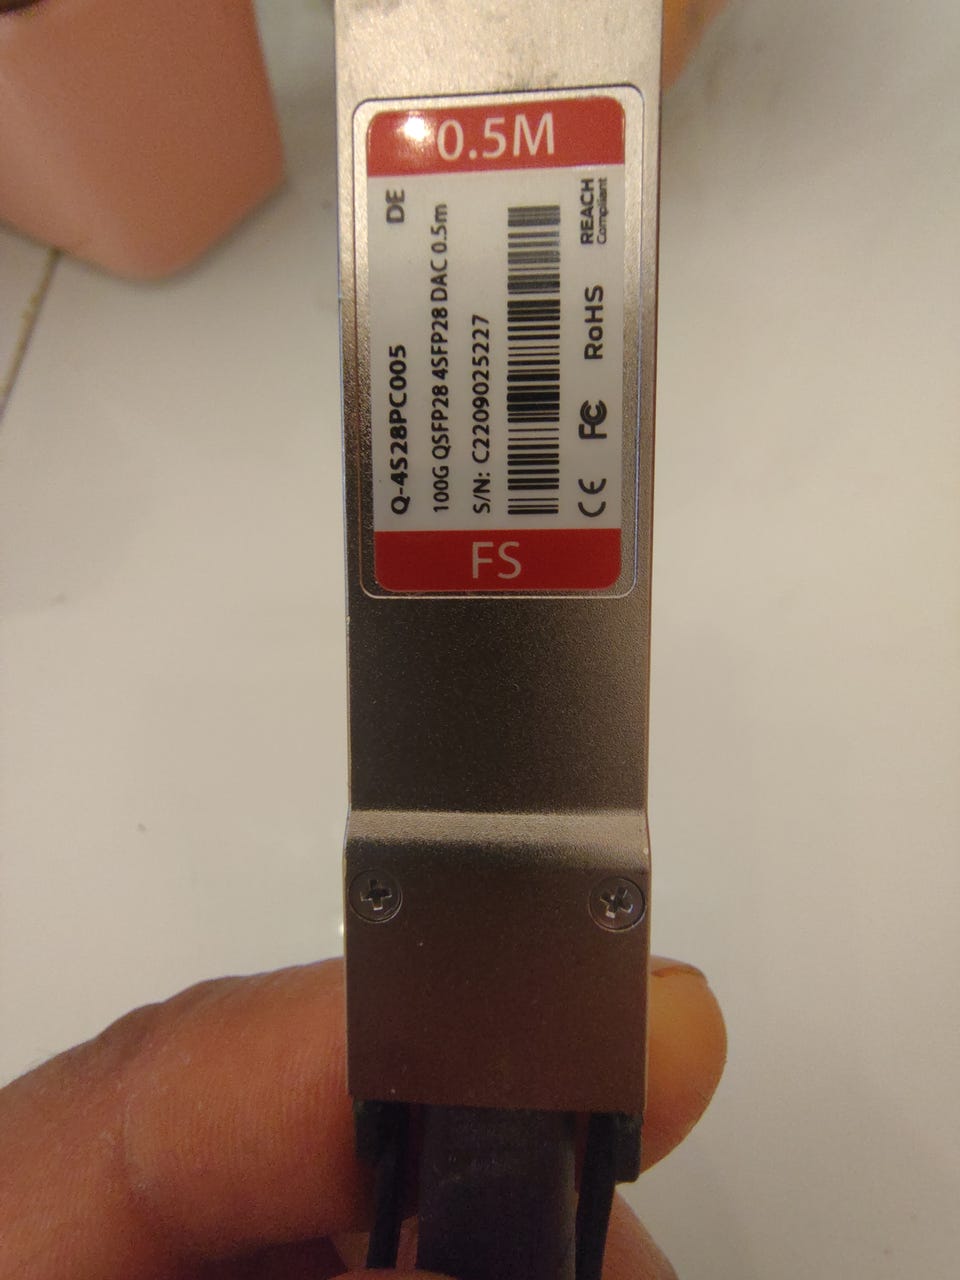 0.5M
Q-4S28PC005 DE
100G QSFP28 4SFP28 DAC 0.5m
S/N: C2209025227
CE FC RoHS REACH
Compliant
FS